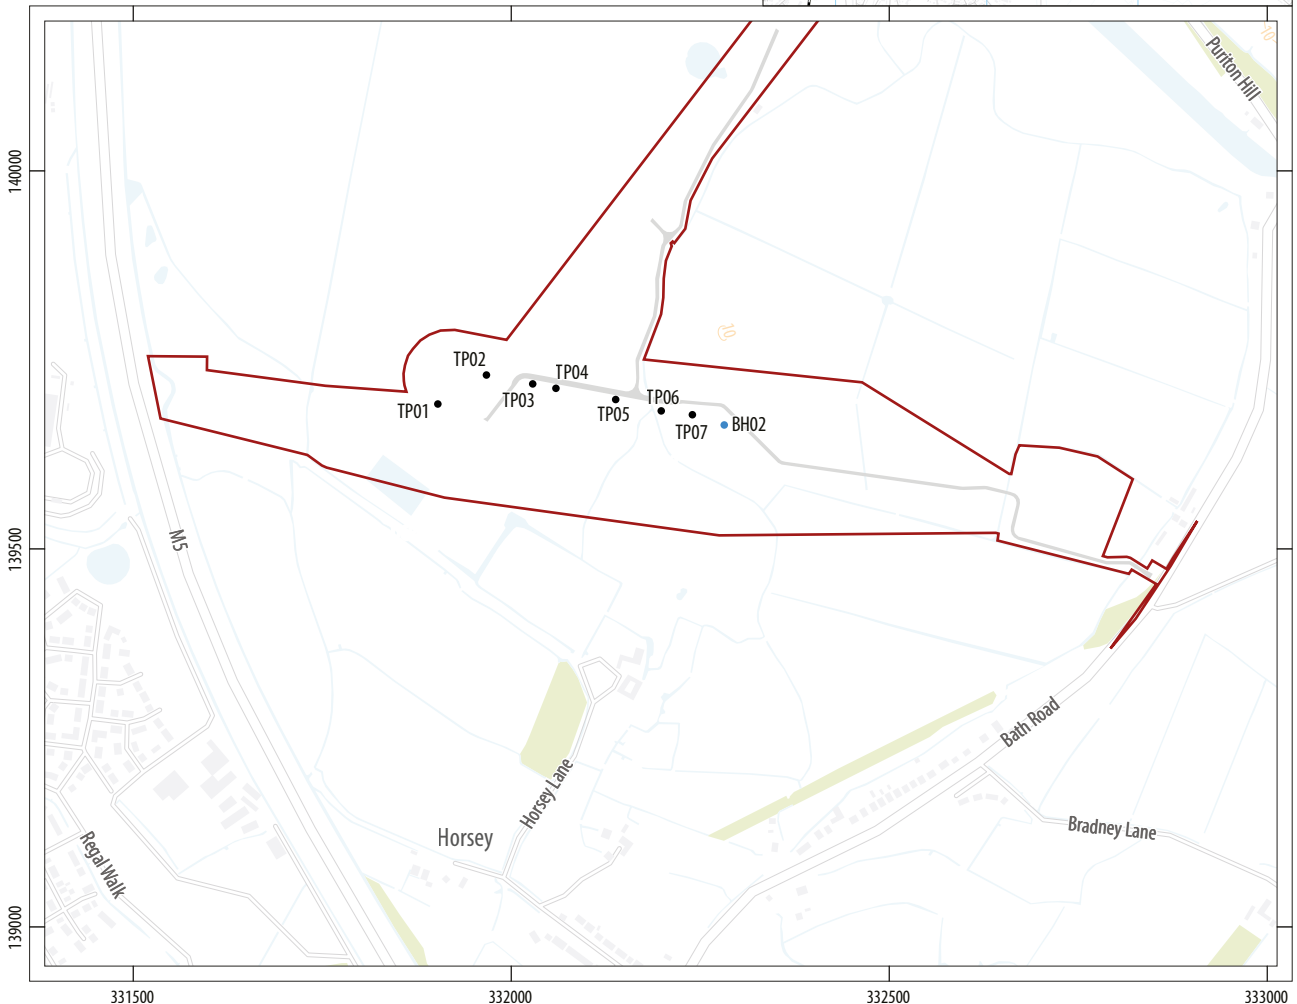 Puriton Hill
10
140000
10
TP02
TP04
TP03
TP01
TP05
TP06
TP07
BH02
139500
M5
Bath Road
Horsey Lane
Horsey
Bradney Lane
Regal Walk
139000
331500
332000
332500
333000